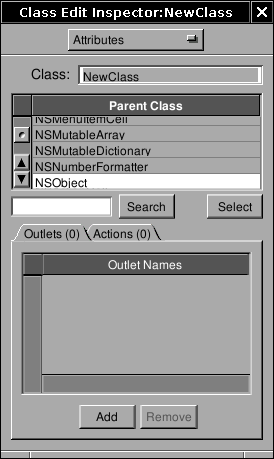 Class Edit Inspector:NewClass
Attributes
Class: NewClass
Parent Class
NSMenuItemCell
NSMutableArray
NSMutableDictionary
NSNumberFormatter
NSObject
Search Select
Outlets (0) Actions (0)
Outlet Names
Add Remove